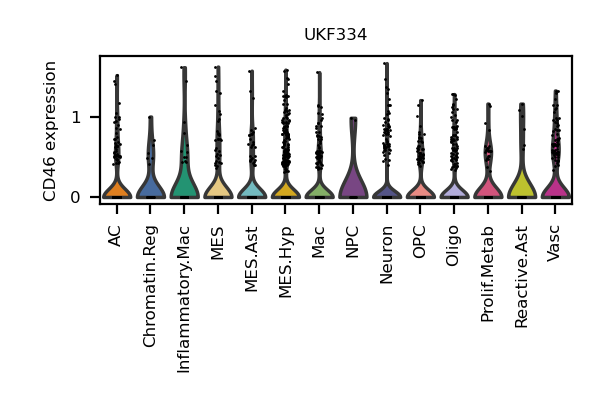 UKF334
CD46 expression
1
0
AC
Chromatin.Reg
Inflammatory.Mac
MES
MES.Ast
MES.Hyp
Mac
NPC
Neuron
OPC
Oligo
Prolif.Metab
Reactive.Ast
Vasc